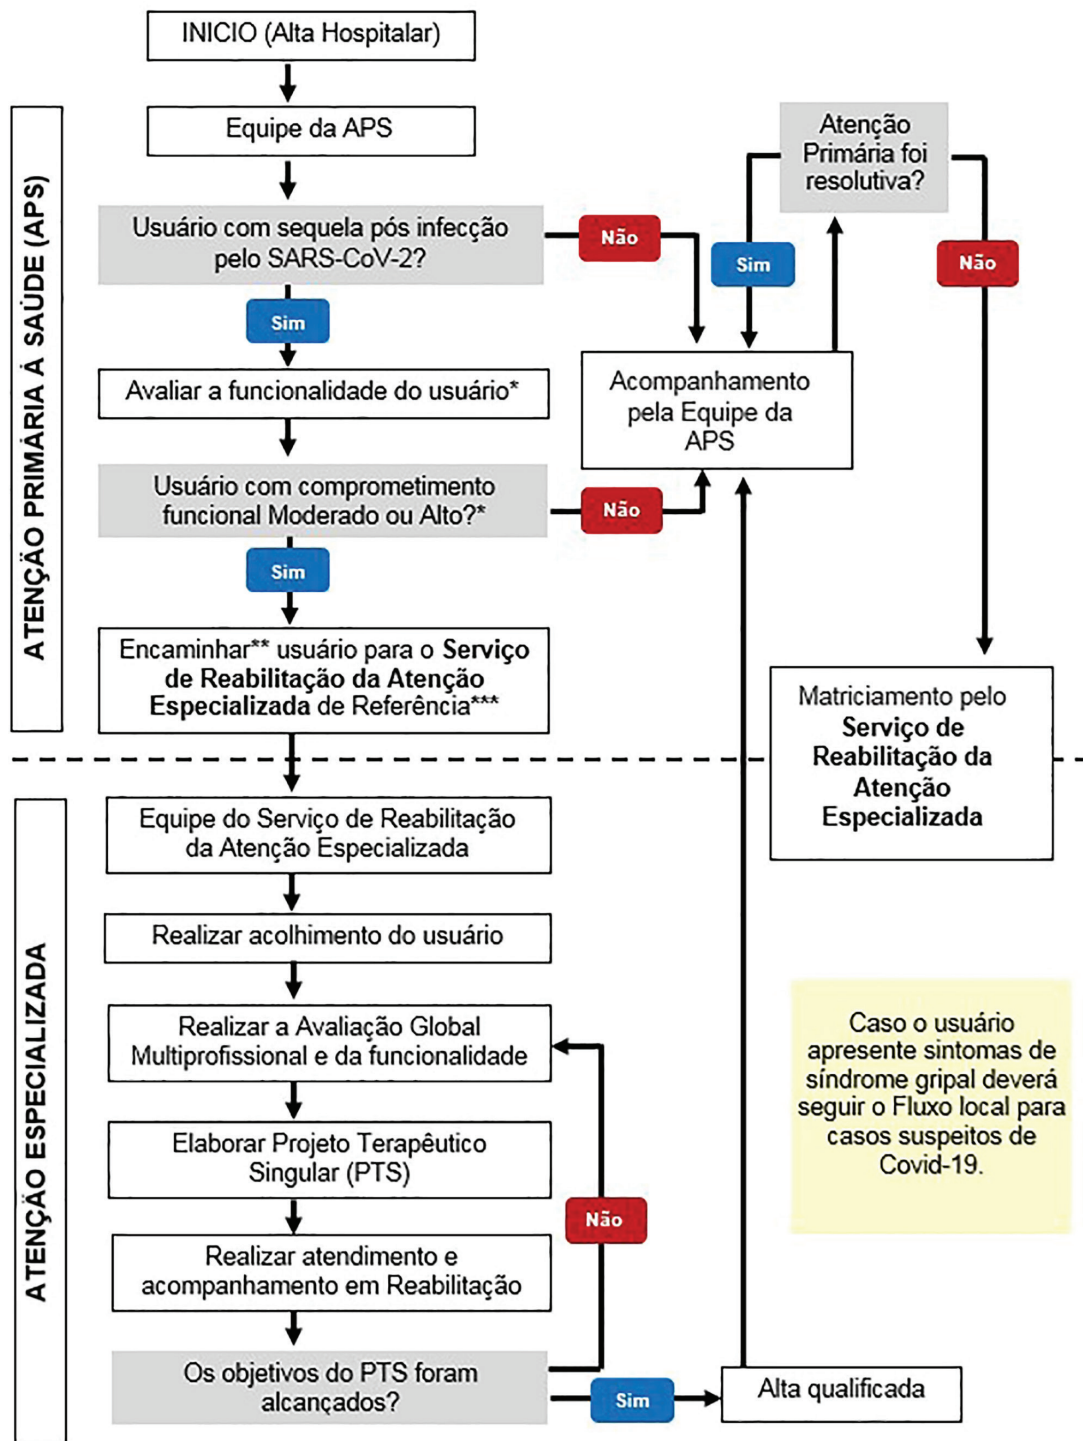 INICIO (Alta Hospitalar)
Equipe da APS
Usuário com sequela pós infecção
pelo SARS-CoV-2?
Não
Sim
Avaliar a funcionalidade do usuário*
Usuário com comprometimento
funcional Moderado ou Alto?*
Não
Sim
Encaminhar** usuário para o Serviço
de Reabilitação da Atenção
Especializada de Referência***
ATENÇÃO PRIMÁRIA À SAÚDE (APS)
Atenção
Primária foi
resolutiva?
Sim
Não
Acompanhamento
pela Equipe da
APS
Matriciamento pelo
Serviço de
Reabilitação da
Atenção
Especializada
ATENÇÃO ESPECIALIZADA
Equipe do Serviço de Reabilitação
da Atenção Especializada
Realizar acolhimento do usuário
Realizar a Avaliação Global
Multiprofissional e da funcionalidade
Elaborar Projeto Terapêutico
Singular (PTS)
Realizar atendimento e
acompanhamento em Reabilitação
Os objetivos do PTS foram
alcançados?
Não
Sim
Alta qualificada
Caso o usuário
apresente sintomas de
síndrome gripal deverá
seguir o Fluxo local para
casos suspeitos de
Covid-19.